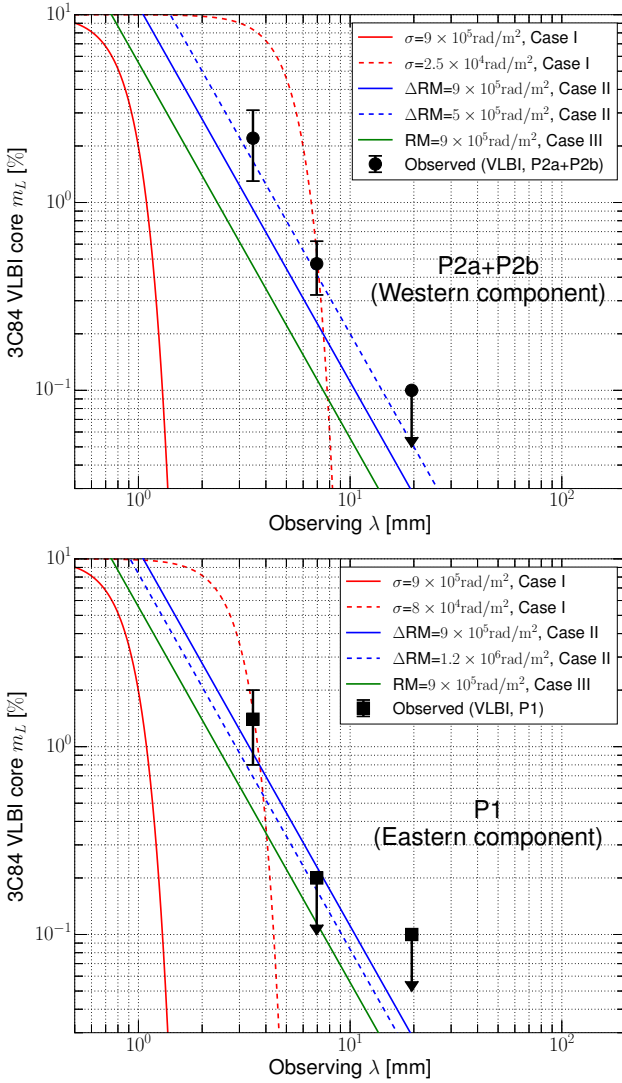 10¹
σ=9 × 10⁵rad/m², Case I
σ=2.5 × 10⁴rad/m², Case I
ΔRM=9 × 10⁵rad/m², Case II
ΔRM=5 × 10⁵rad/m², Case II
RM=9 × 10⁵rad/m², Case III
Observed (VLBI, P2a+P2b)
3C84 VLBI core m_L [%]
10⁰
P2a+P2b
(Western component)
10⁻¹
10⁰ 10¹ 10²
Observing λ [mm]
10¹
σ=9 × 10⁵rad/m², Case I
σ=8 × 10⁴rad/m², Case I
ΔRM=9 × 10⁵rad/m², Case II
ΔRM=1.2 × 10⁶rad/m², Case II
RM=9 × 10⁵rad/m², Case III
Observed (VLBI, P1)
3C84 VLBI core m_L [%]
10⁰
P1
(Eastern component)
10⁻¹
10⁰ 10¹ 10²
Observing λ [mm]